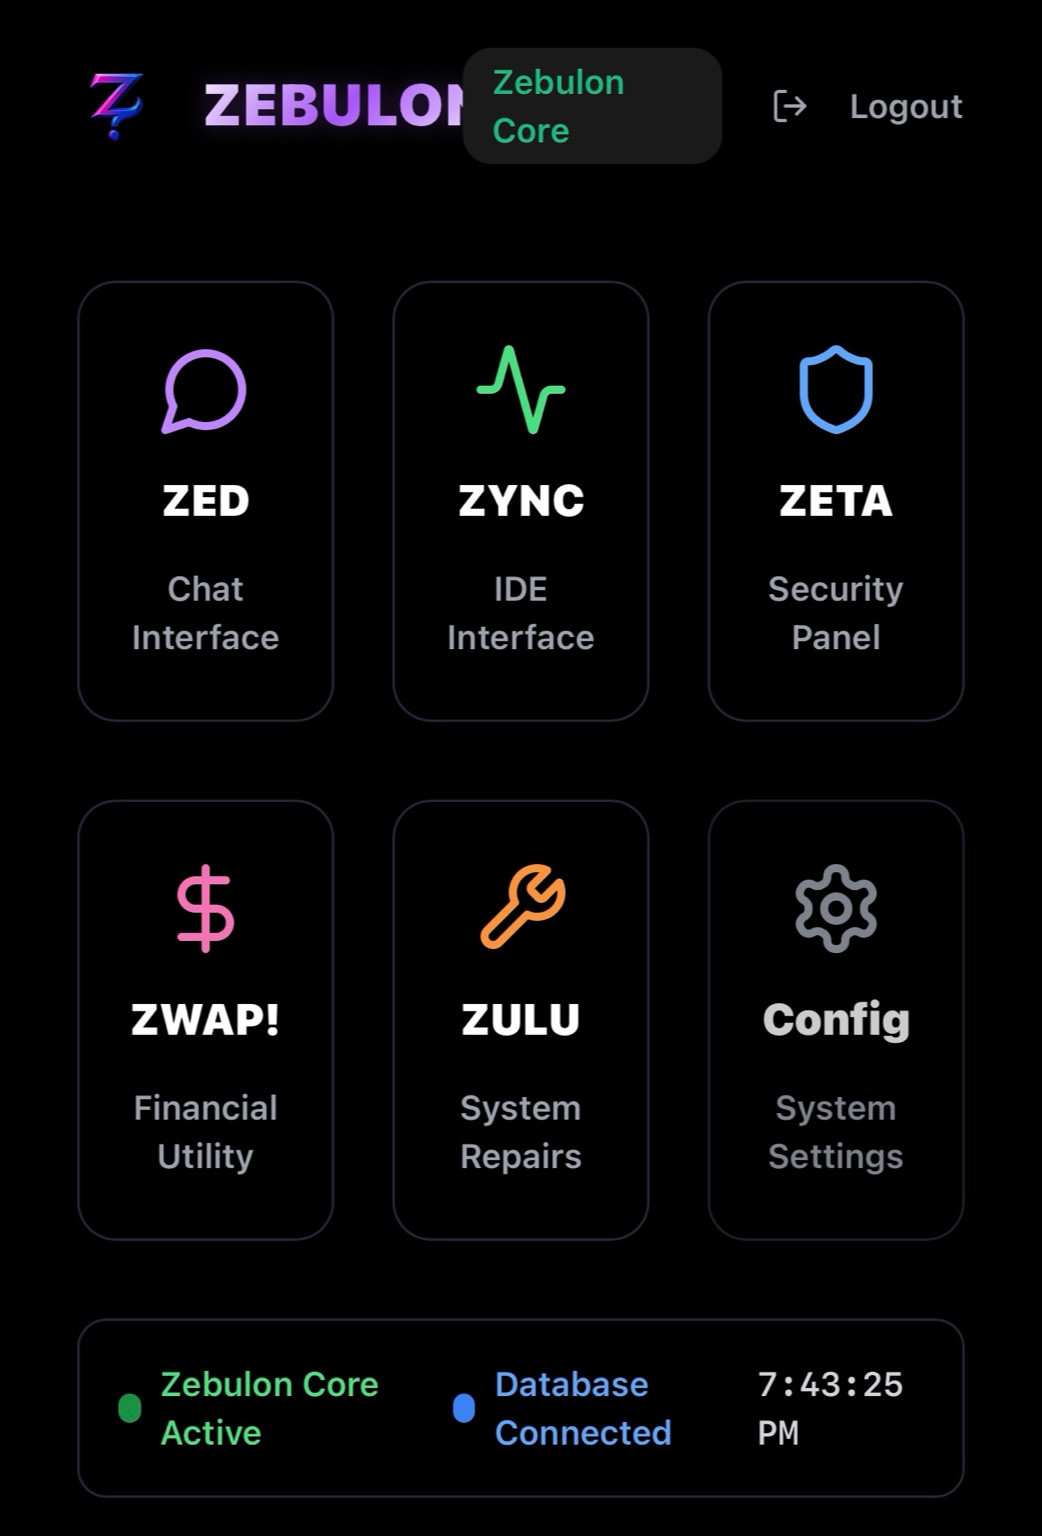 ZEBULON
Zebulon
Core
Logout
ZED
Chat
Interface
ZYNC
IDE
Interface
ZETA
Security
Panel
ZWAP!
Financial
Utility
ZULU
System
Repairs
Config
System
Settings
Zebulon Core
Active
Database
Connected
7:43:25
PM